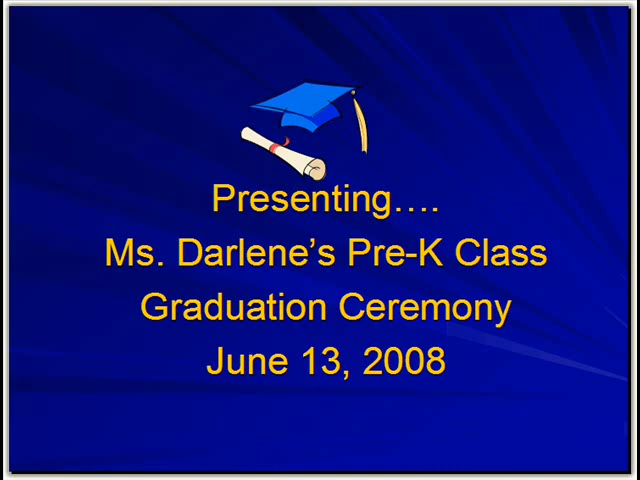 Presenting….
Ms. Darlene’s Pre-K Class
Graduation Ceremony
June 13, 2008